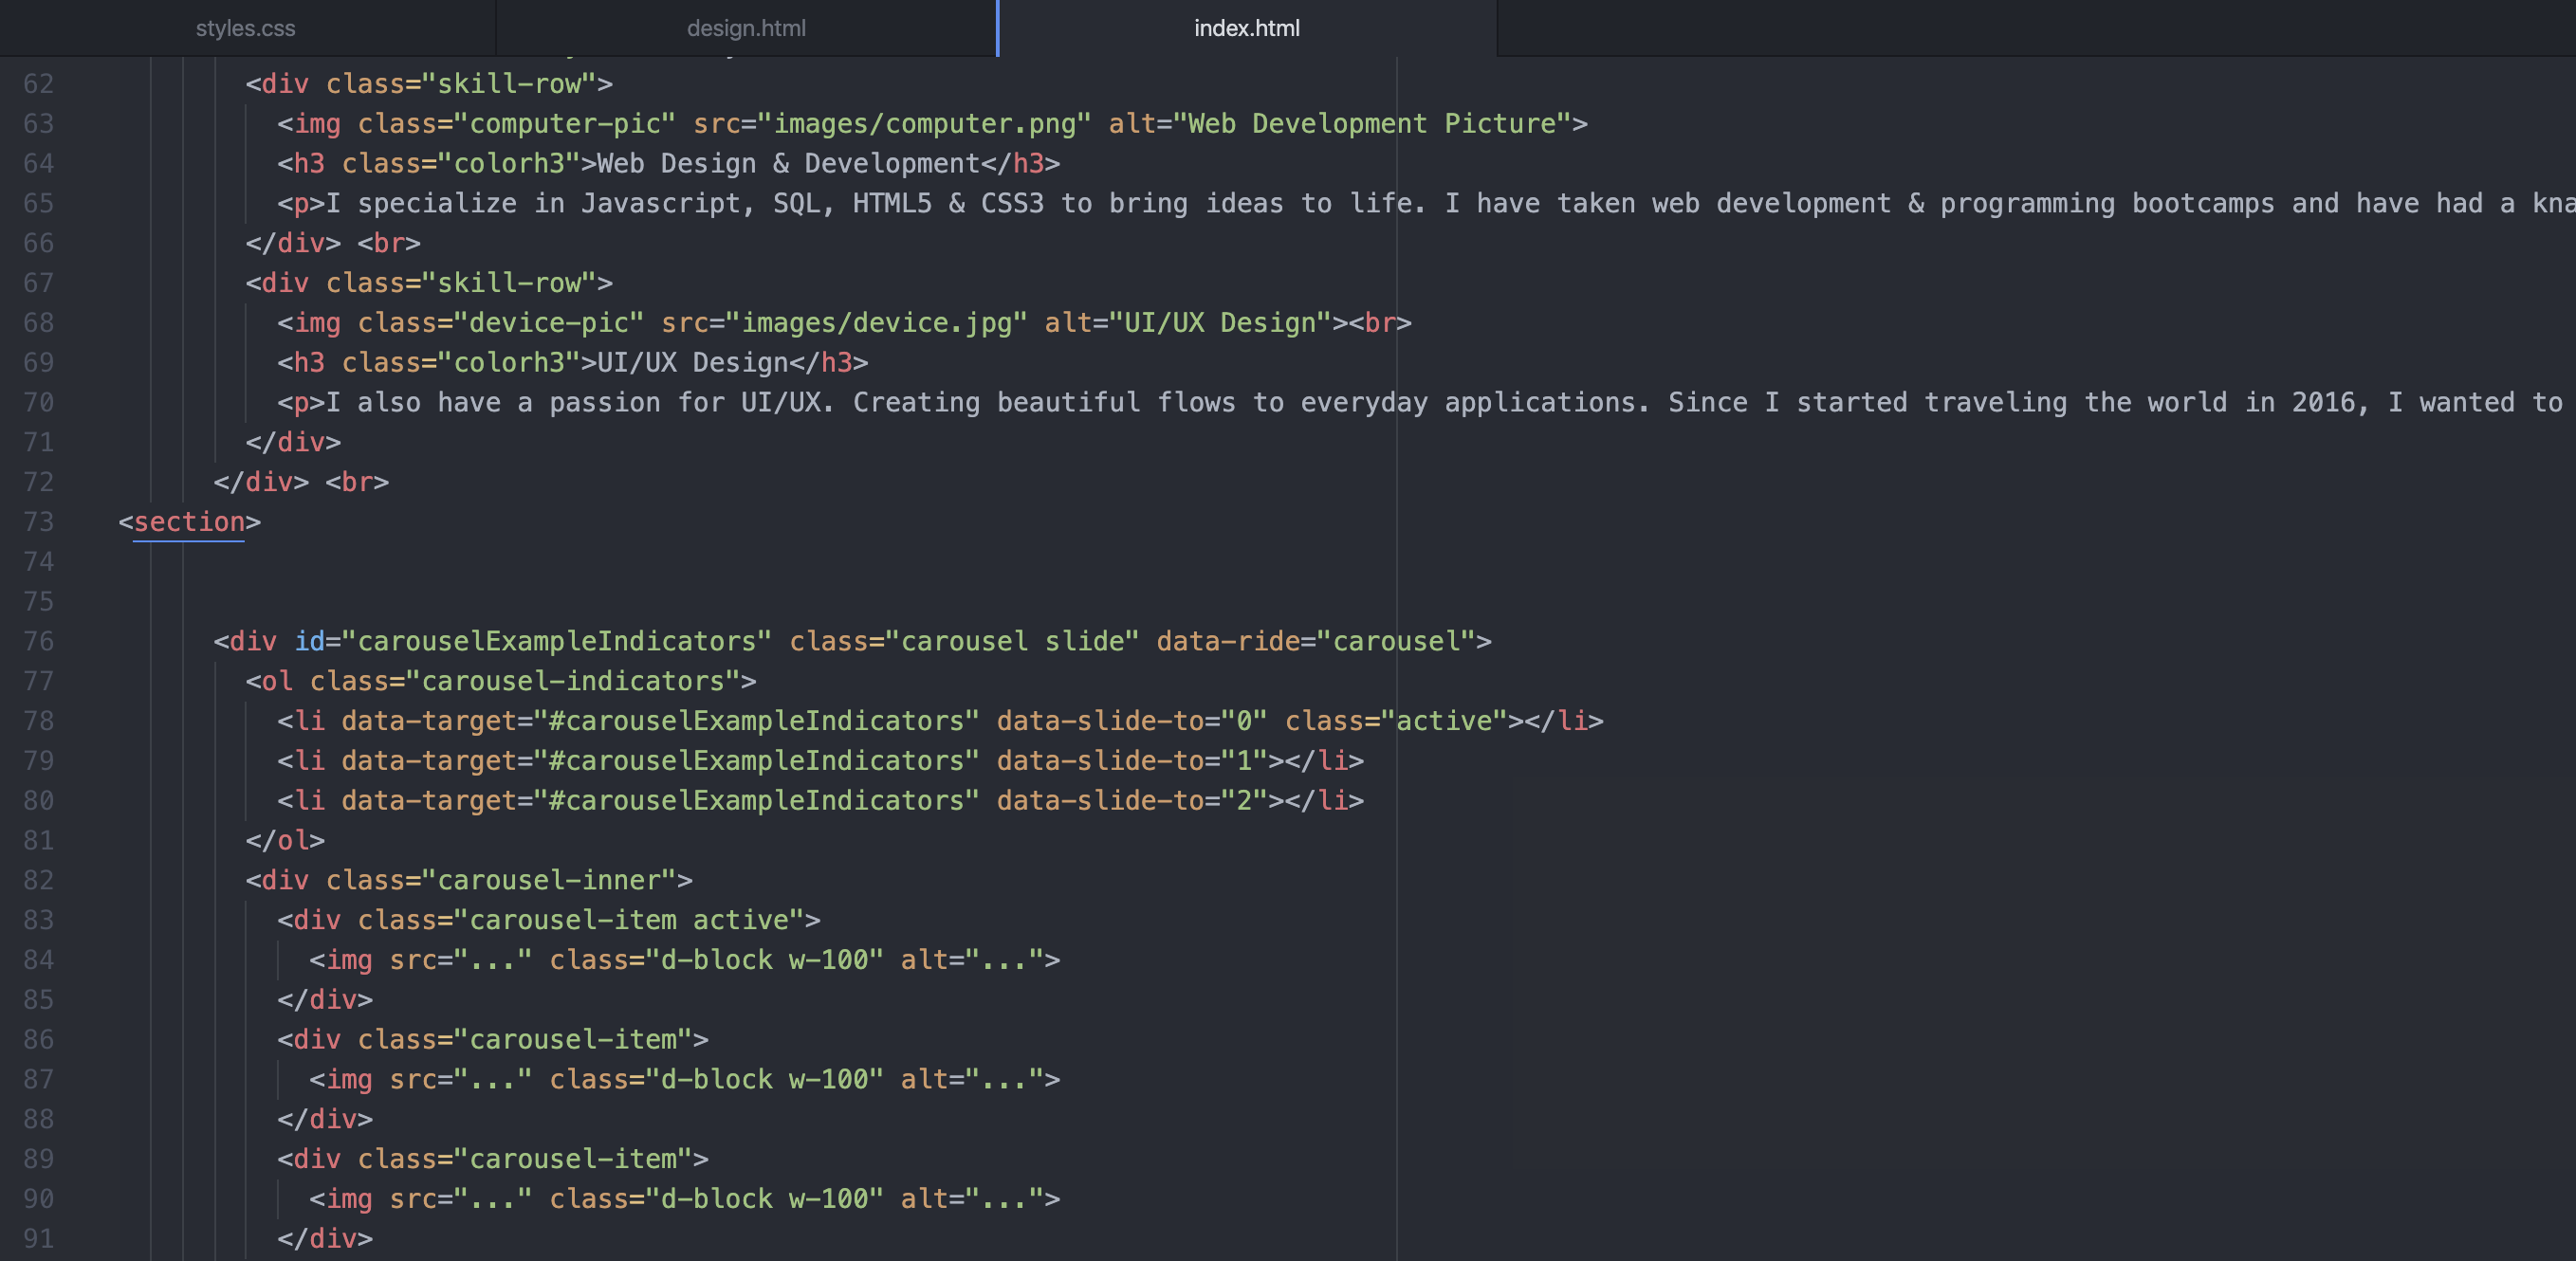 styles.css design.html index.html
62 <div class="skill-row">
63 <img class="computer-pic" src="images/computer.png" alt="Web Development Picture">
64 <h3 class="colorh3">Web Design & Development</h3>
65 <p>I specialize in Javascript, SQL, HTML5 & CSS3 to bring ideas to life. I have taken web development & programming bootcamps and have had a
66 </div> <br>
67 <div class="skill-row">
68 <img class="device-pic" src="images/device.jpg" alt="UI/UX Design"><br>
69 <h3 class="colorh3">UI/UX Design</h3>
70 <p>I also have a passion for UI/UX. Creating beautiful flows to everyday applications. Since I started traveling the world in 2016, I wanted to
71 </div>
72 </div> <br>
73 <section>
74
75
76 <div id="carouselExampleIndicators" class="carousel slide" data-ride="carousel">
77 <ol class="carousel-indicators">
78 <li data-target="#carouselExampleIndicators" data-slide-to="0" class="active"></li>
79 <li data-target="#carouselExampleIndicators" data-slide-to="1"></li>
80 <li data-target="#carouselExampleIndicators" data-slide-to="2"></li>
81 </ol>
82 <div class="carousel-inner">
83 <div class="carousel-item active">
84 <img src="..." class="d-block w-100" alt="...">
85 </div>
86 <div class="carousel-item">
87 <img src="..." class="d-block w-100" alt="...">
88 </div>
89 <div class="carousel-item">
90 <img src="..." class="d-block w-100" alt="...">
91 </div>